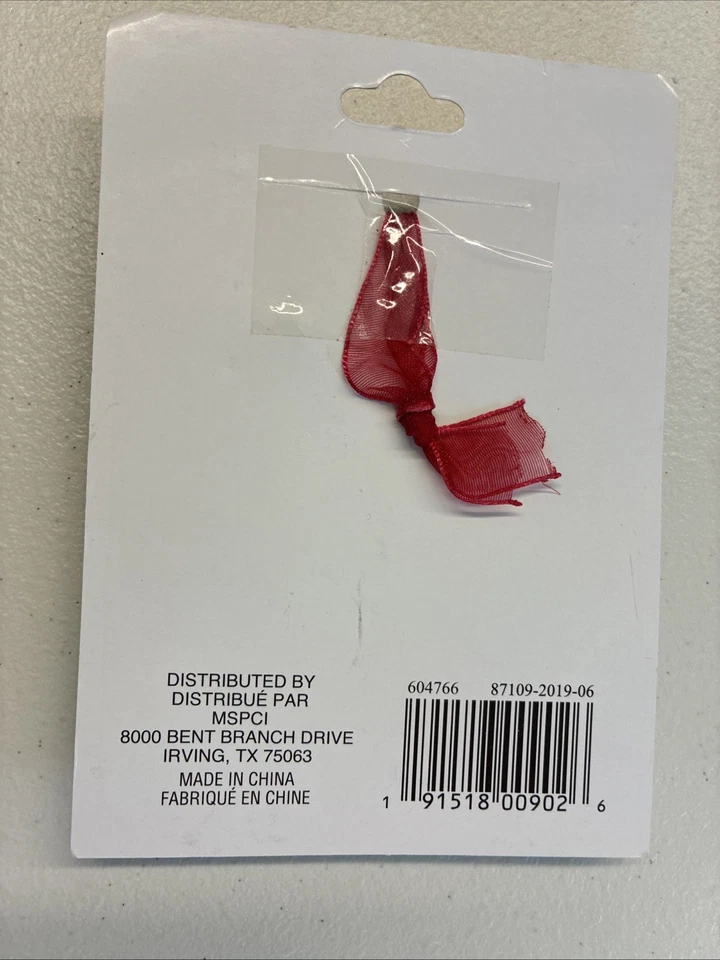 DISTRIBUTED BY
DISTRIBUÉ PAR
MSPCI
8000 BENT BRANCH DRIVE
IRVING, TX 75063
MADE IN CHINA
FABRIQUÉ EN CHINE
604766 87109-2019-06
1 91518 00902 6